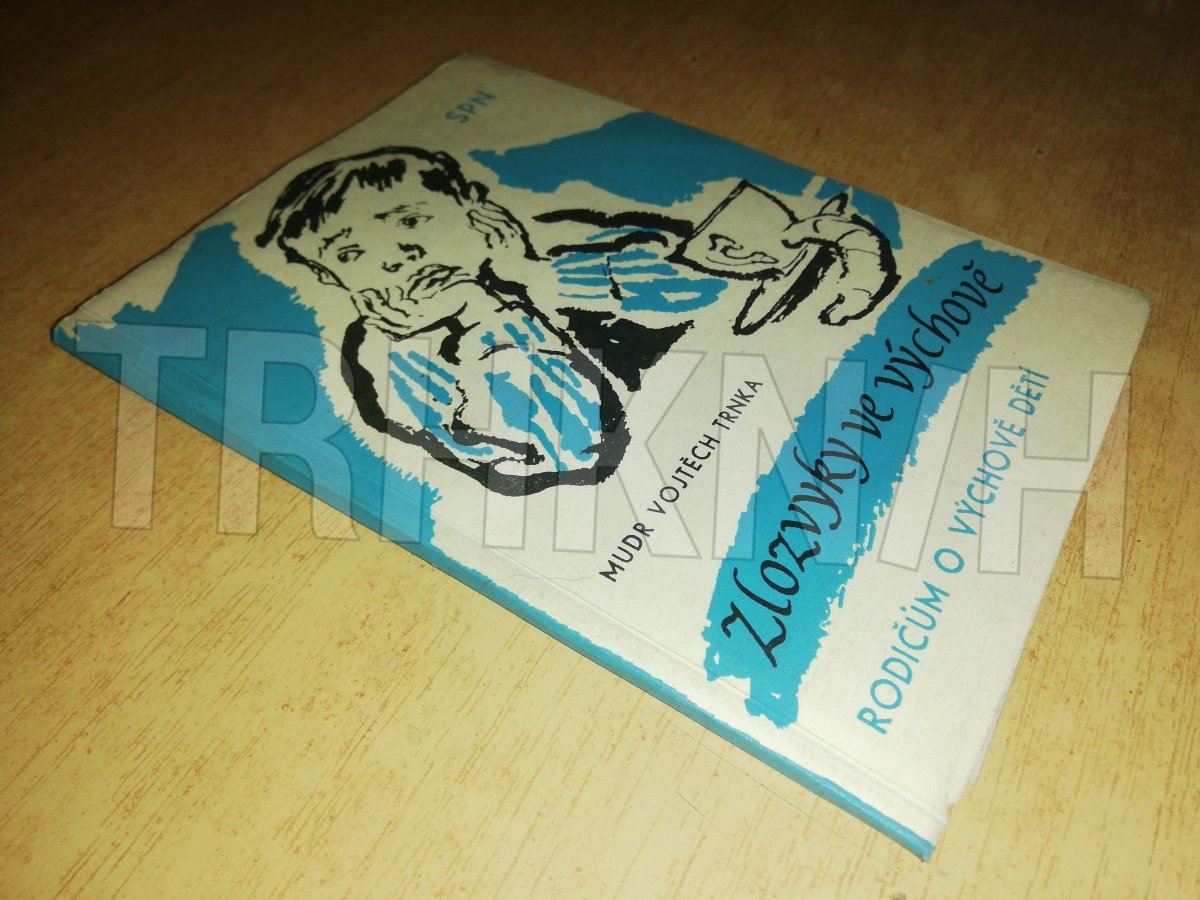 SPN
MUDR VOJTĚCH TRNKA
Zlozvyky ve výchově
RODIČŮM O VÝCHOVĚ DĚTÍ
TRHKNIH